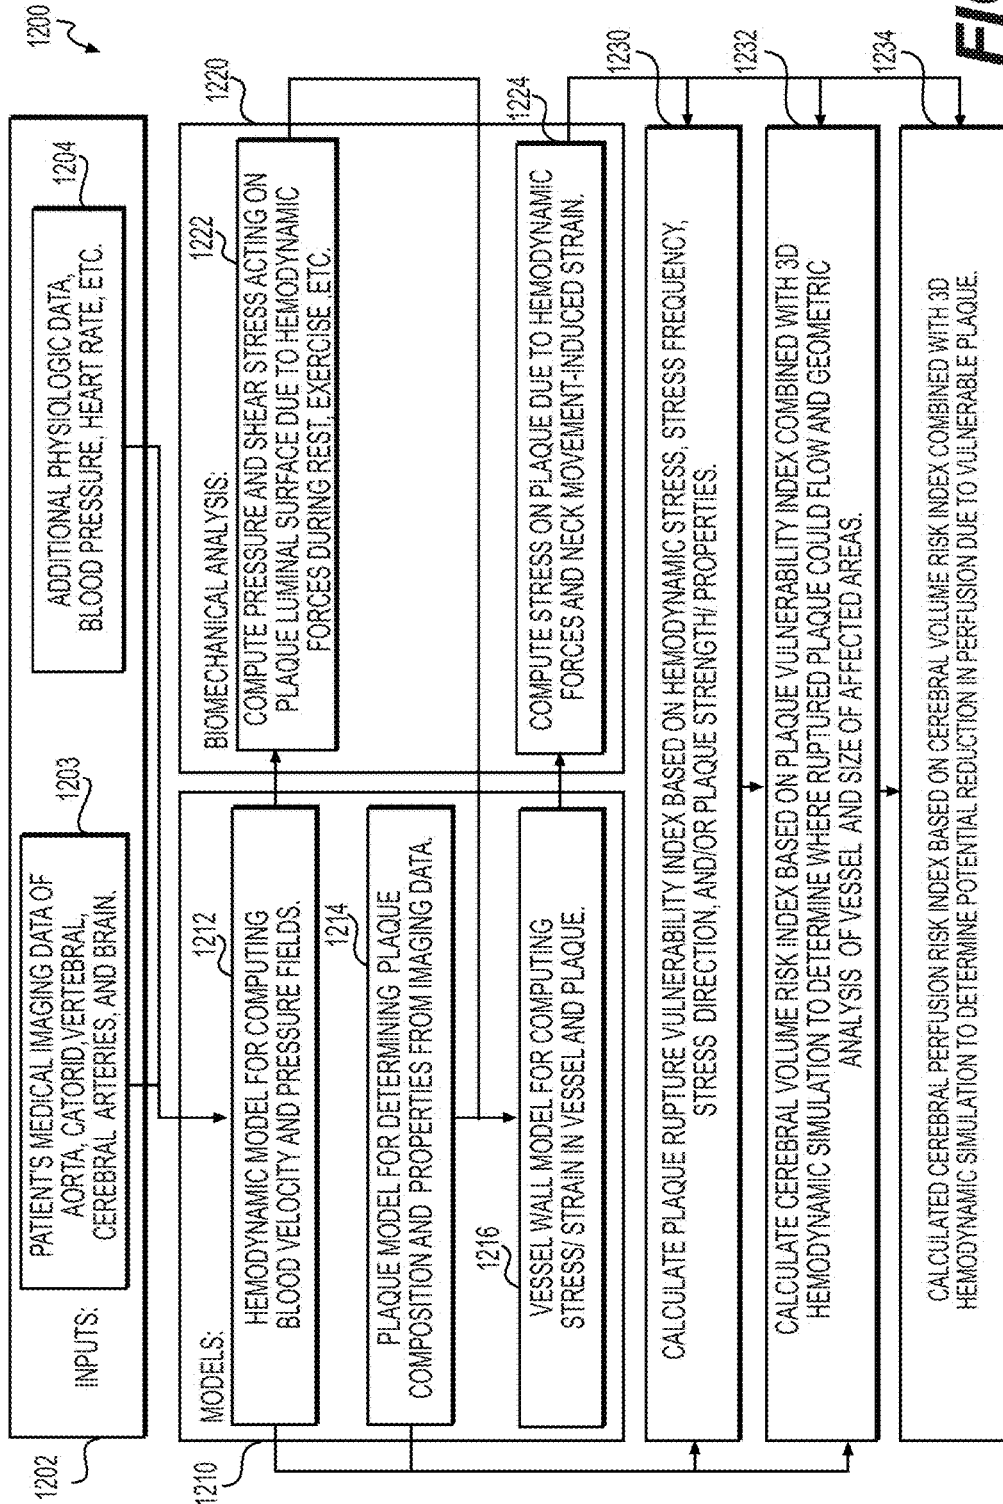 1200
1202
INPUTS:
PATIENT'S MEDICAL IMAGING DATA OF
AORTA, CATORID, VERTEBRAL,
CEREBRAL ARTERIES, AND BRAIN.
1203
ADDITIONAL PHYSIOLOGIC DATA,
BLOOD PRESSURE, HEART RATE, ETC.
1204
1210
MODELS:
1212
HEMODYNAMIC MODEL FOR COMPUTING
BLOOD VELOCITY AND PRESSURE FIELDS.
1214
PLAQUE MODEL FOR DETERMINING PLAQUE
COMPOSITION AND PROPERTIES FROM IMAGING DATA.
1216
VESSEL WALL MODEL FOR COMPUTING
STRESS/ STRAIN IN VESSEL AND PLAQUE.
1220
BIOMECHANICAL ANALYSIS:
1222
COMPUTE PRESSURE AND SHEAR STRESS ACTING ON
PLAQUE LUMINAL SURFACE DUE TO HEMODYNAMIC
FORCES DURING REST, EXERCISE .ETC.
1224
COMPUTE STRESS ON PLAQUE DUE TO HEMODYNAMIC
FORCES AND NECK MOVEMENT-INDUCED STRAIN.
1230
CALCULATE PLAQUE RUPTURE VULNERABILITY INDEX BASED ON HEMODYNAMIC STRESS, STRESS FREQUENCY,
STRESS DIRECTION, AND/OR PLAQUE STRENGTH/ PROPERTIES.
1232
CALCULATE CEREBRAL VOLUME RISK INDEX BASED ON PLAQUE VULNERABILITY INDEX COMBINED WITH 3D
HEMODYNAMIC SIMULATION TO DETERMINE WHERE RUPTURED PLAQUE COULD FLOW AND GEOMETRIC
ANALYSIS OF VESSEL AND SIZE OF AFFECTED AREAS.
1234
CALCULATED CEREBRAL PERFUSION RISK INDEX BASED ON CEREBRAL VOLUME RISK INDEX COMBINED WITH 3D
HEMODYNAMIC SIMULATION TO DETERMINE POTENTIAL REDUCTION IN PERFUSION DUE TO VULNERABLE PLAQUE.